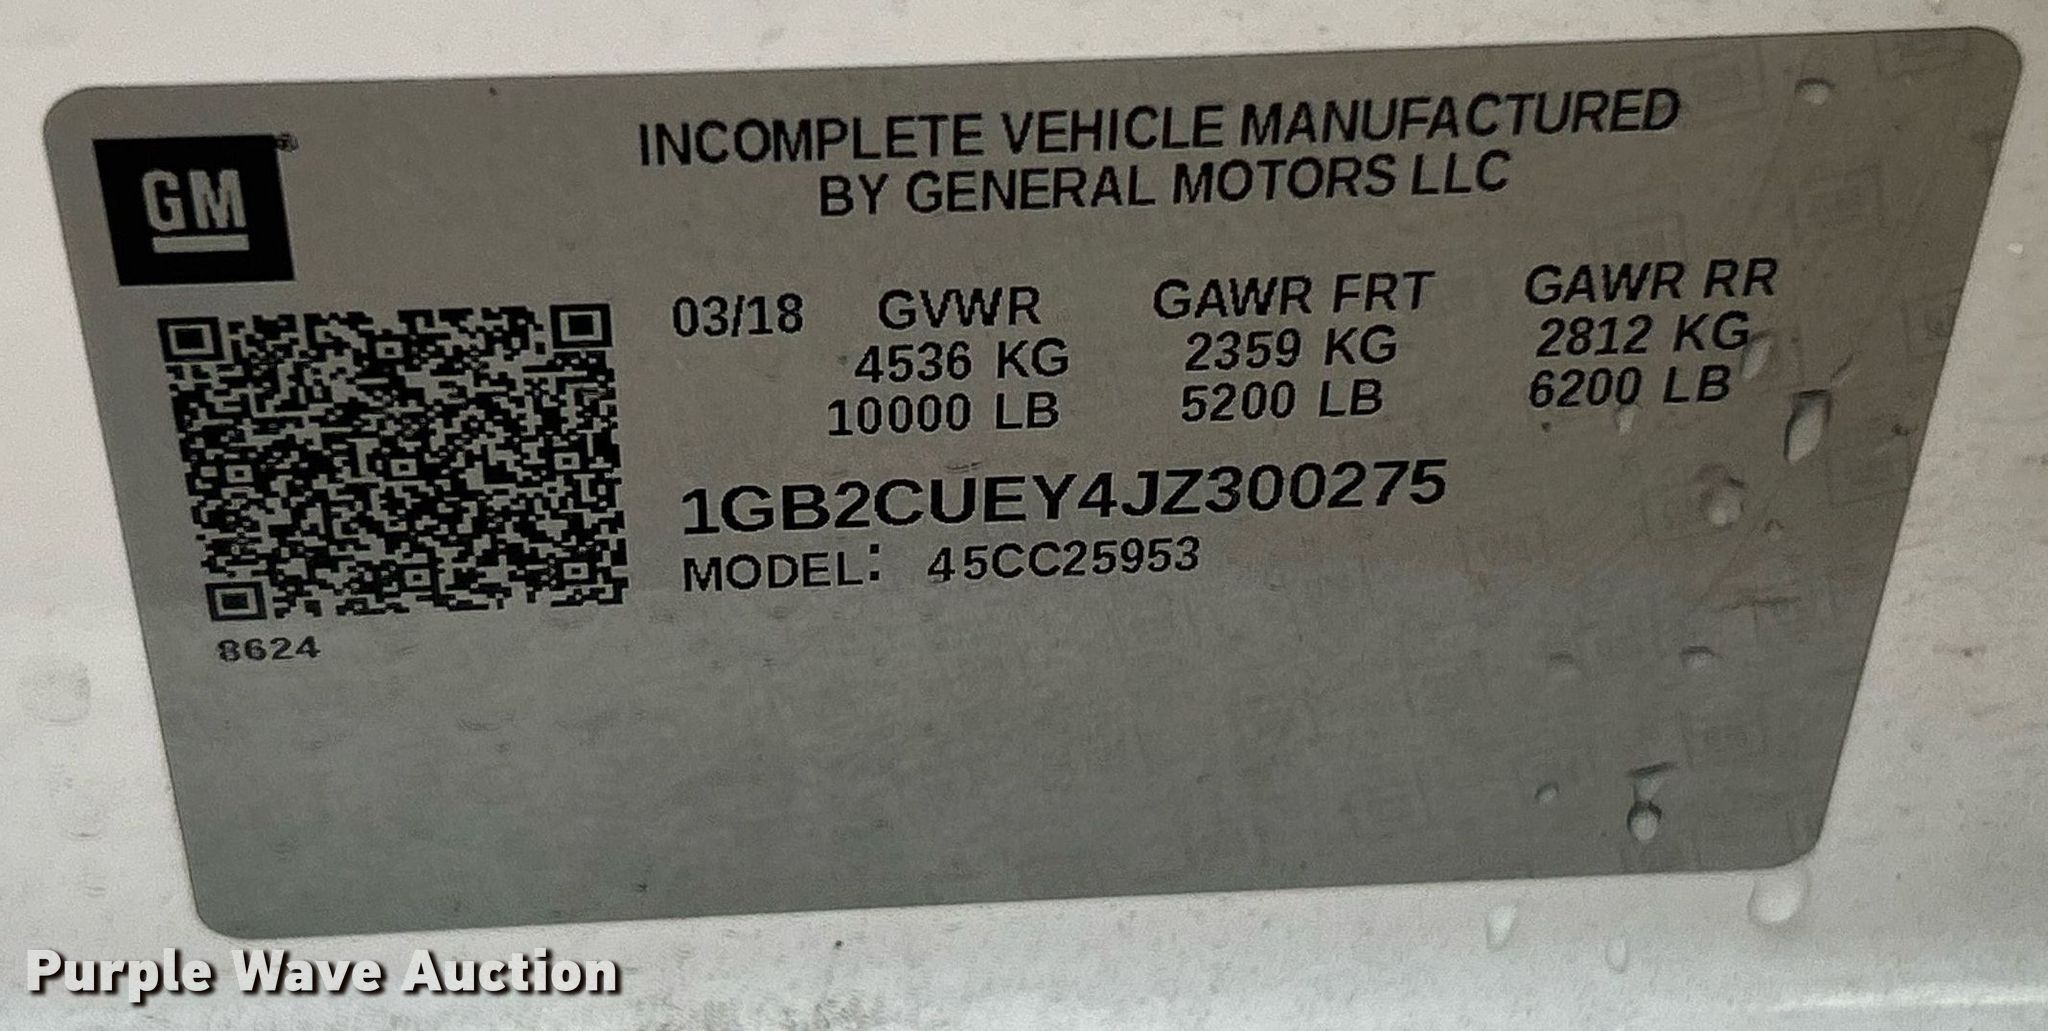 GM®
INCOMPLETE VEHICLE MANUFACTURED
BY GENERAL MOTORS LLC
03/18 GVWR GAWR FRT GAWR RR
4536 KG 2359 KG 2812 KG
10000 LB 5200 LB 6200 LB
1GB2CUEY4JZ300275
MODEL: 45CC25953
8624
Purple Wave Auction